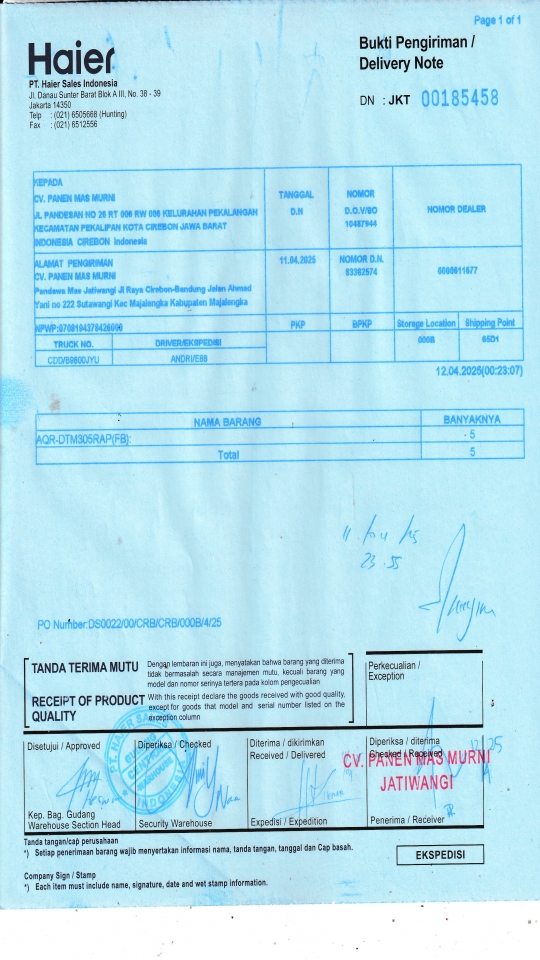 Page 1 of 1
Haier
Bukti Pengiriman /
Delivery Note
PT. Haier Sales Indonesia
Jl. Danau Sunter Barat Blok A III, No. 38 - 39
Jakarta 14350
Telp : (021) 6505668 (Hunting)
Fax : (021) 6512556
DN : JKT 00185458
KEPADA
CV. PANEN MAS MURNI
JL PANDESAN NO 26 RT 006 RW 006 KELURAHAN PEKALANGAN
KECAMATAN PEKALIPAN KOTA CIREBON JAWA BARAT
INDONESIA CIREBON Indonesia
TANGGAL
D.N
NOMOR
D.O.V/SO
10487944
NOMOR DEALER
ALAMAT PENGIRIMAN
CV. PANEN MAS MURNI
Pandawa Mas Jatiwangi Jl Raya Cirebon-Bandung Jalan Ahmad
Yani no 222 Sutawangi Kec Majalengka Kabupaten Majalengka
11.04.2025
NOMOR D.N.
83382574
PKP
BPKP
Storage Location
Shipping Point
TRUCK NO.
DRIVER/EKSPEDISI
000B
65D1
CDD/B9600JYU
ANDRI/E68
12.04.2025(00:23:07)
NAMA BARANG
BANYAKNYA
AQR-DTM305RAP(FB):
5
Total
5
23.55
PO Number:DS0022/00/CRB/CRB/000B/4/25
TANDA TERIMA MUTU
Dengan lembaran ini juga, menyatakan bahwa barang yang diterima
tidak bermasalah secara manajemen mutu, kecuali barang yang
model dan nomor serinya tertera pada kolom pengecualian
RECEIPT OF PRODUCT
QUALITY
With this receipt declare the goods received with good quality,
except for goods that model and serial number listed on the
exception column
Perkecualian /
Exception
Disetujui / Approved
Diperiksa / Checked
Diterima / dikirimkan
Received / Delivered
Diperiksa / diterima
Checked / Received
CV. PANEN MAS MURNI
JATIWANGI
Kep. Bag. Gudang
Warehouse Section Head
Security Warehouse
Expedisi / Expedition
Penerima / Receiver
Tanda tangan/cap perusahaan
*) Setiap penerimaan barang wajib menyertakan informasi nama, tanda tangan, tanggal dan Cap basah.
EKSPEDISI
Company Sign / Stamp
*) Each item must include name, signature, date and wet stamp information.